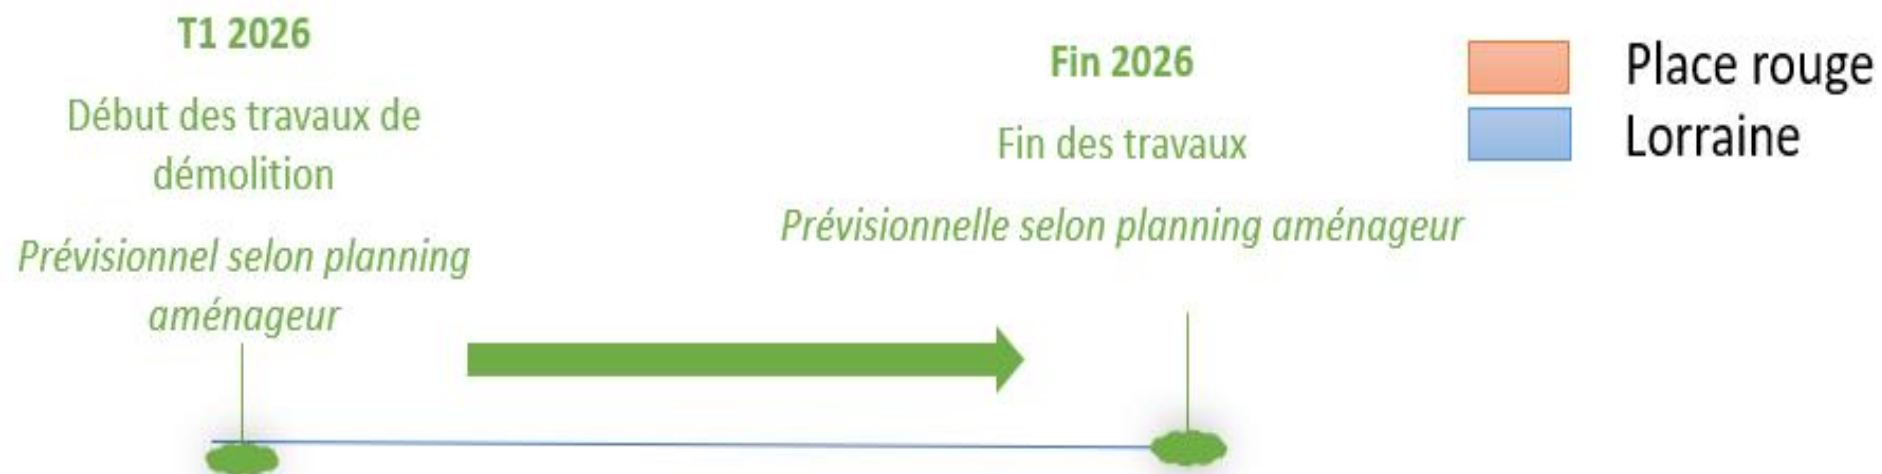 T1 2026
Début des travaux de
démolition
Prévisionnel selon planning
aménageur
Fin 2026
Fin des travaux
Prévisionnelle selon planning aménageur
Place rouge
Lorraine